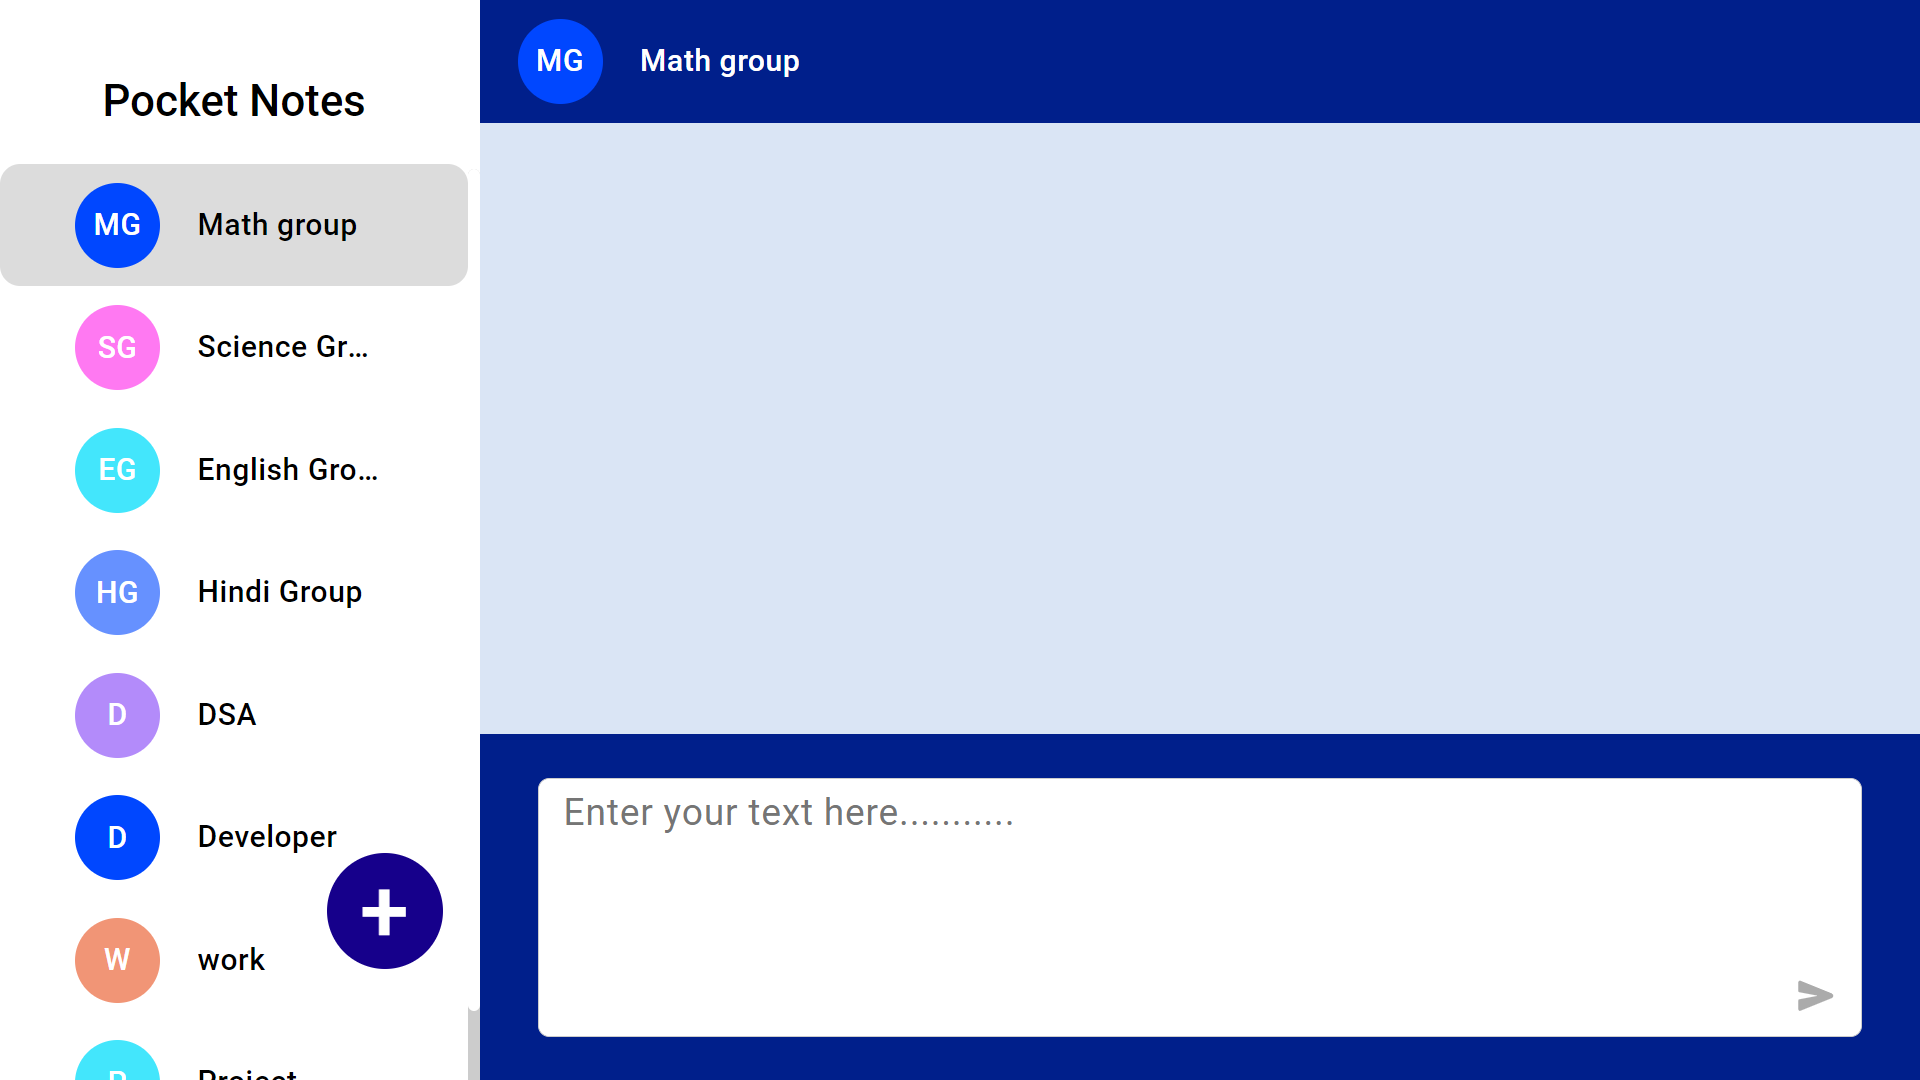 Pocket Notes
MG Math group
SG Science Gr...
EG English Gro...
HG Hindi Group
D DSA
D Developer
+
W work
P Project
MG Math group
Enter your text here...........